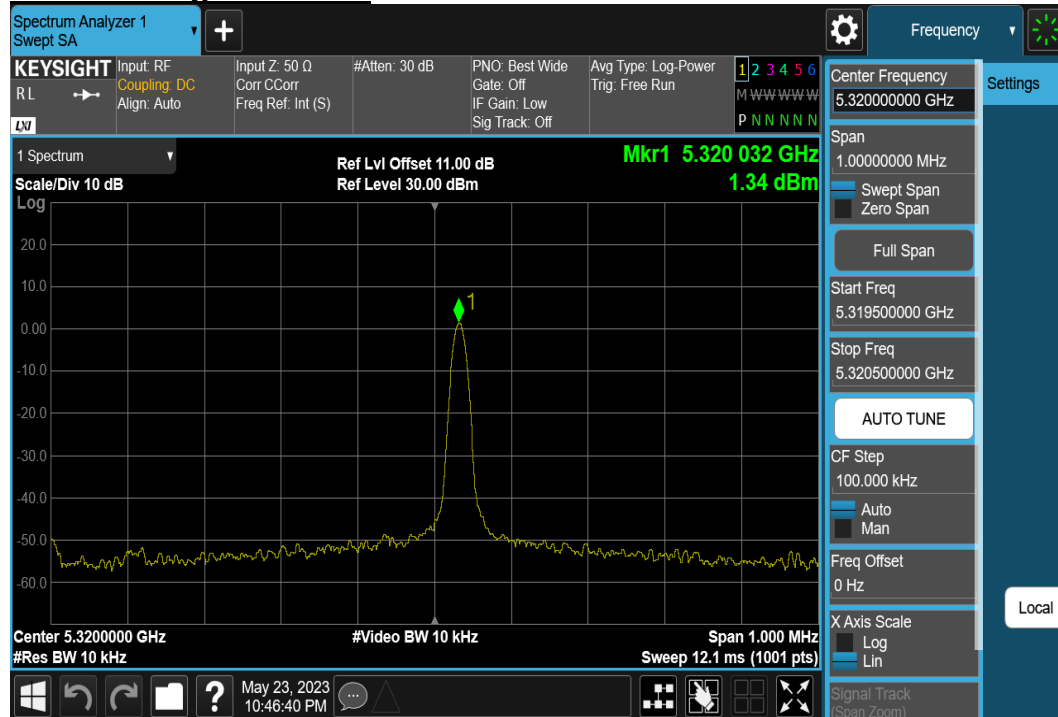 Spectrum Analyzer 1
Swept SA
+
Frequency
KEYSIGHT
R L
LXI
Input: RF
Coupling: DC
Align: Auto
Input Z: 50 Ω
Corr CCorr
Freq Ref: Int (S)
#Atten: 30 dB
PNO: Best Wide
Gate: Off
IF Gain: Low
Sig Track: Off
Avg Type: Log-Power
Trig: Free Run
1 2 3 4 5 6
M W W W W W
P N N N N N
1 Spectrum
Scale/Div 10 dB
Log
Ref Lvl Offset 11.00 dB
Ref Level 30.00 dBm
Mkr1 5.320 032 GHz
1.34 dBm
20.0
10.0
0.00
-10.0
-20.0
-30.0
-40.0
-50.0
-60.0
1
Center 5.3200000 GHz
#Res BW 10 kHz
#Video BW 10 kHz
Span 1.000 MHz
Sweep 12.1 ms (1001 pts)
Center Frequency
5.320000000 GHz
Settings
Span
1.00000000 MHz
Swept Span
Zero Span
Full Span
Start Freq
5.319500000 GHz
Stop Freq
5.320500000 GHz
AUTO TUNE
CF Step
100.000 kHz
Auto
Man
Freq Offset
0 Hz
Local
X Axis Scale
Log
Lin
Signal Track
(Span Zoom)
?
May 23, 2023
10:46:40 PM